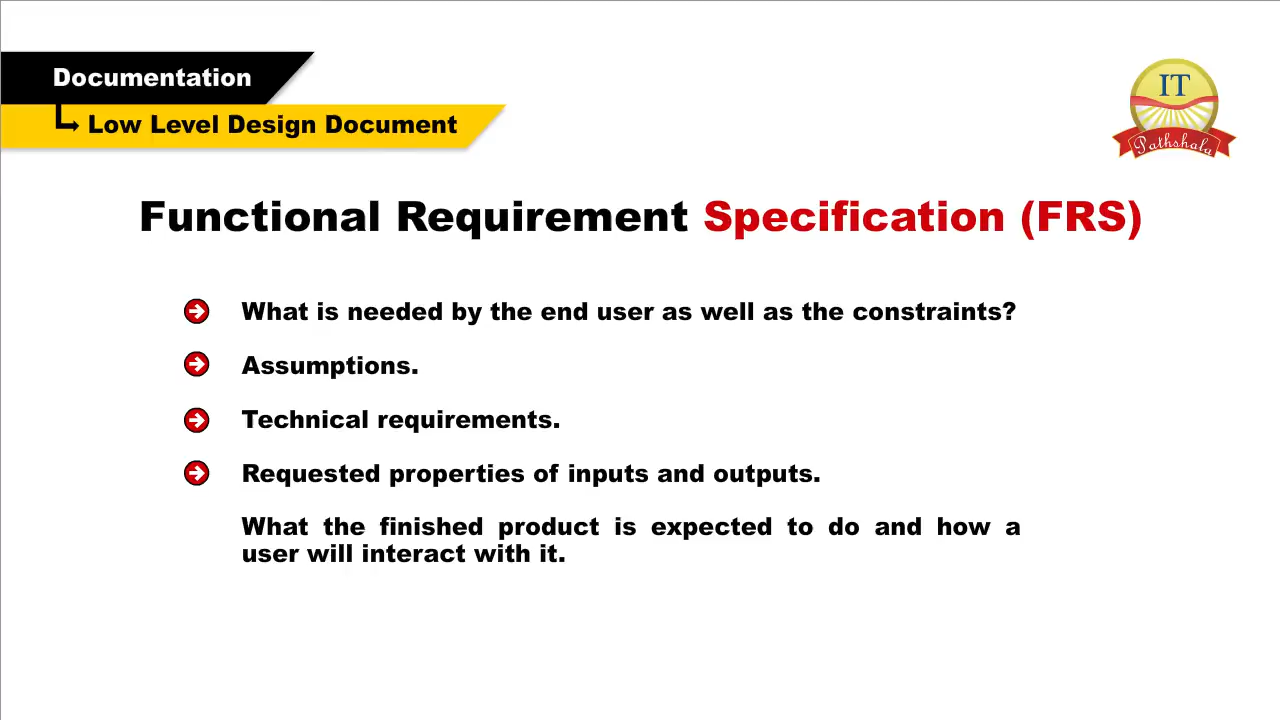 Documentation
Low Level Design Document
IT
Pathshala
Functional Requirement Specification (FRS)
What is needed by the end user as well as the constraints?
Assumptions.
Technical requirements.
Requested properties of inputs and outputs.
What the finished product is expected to do and how a
user will interact with it.